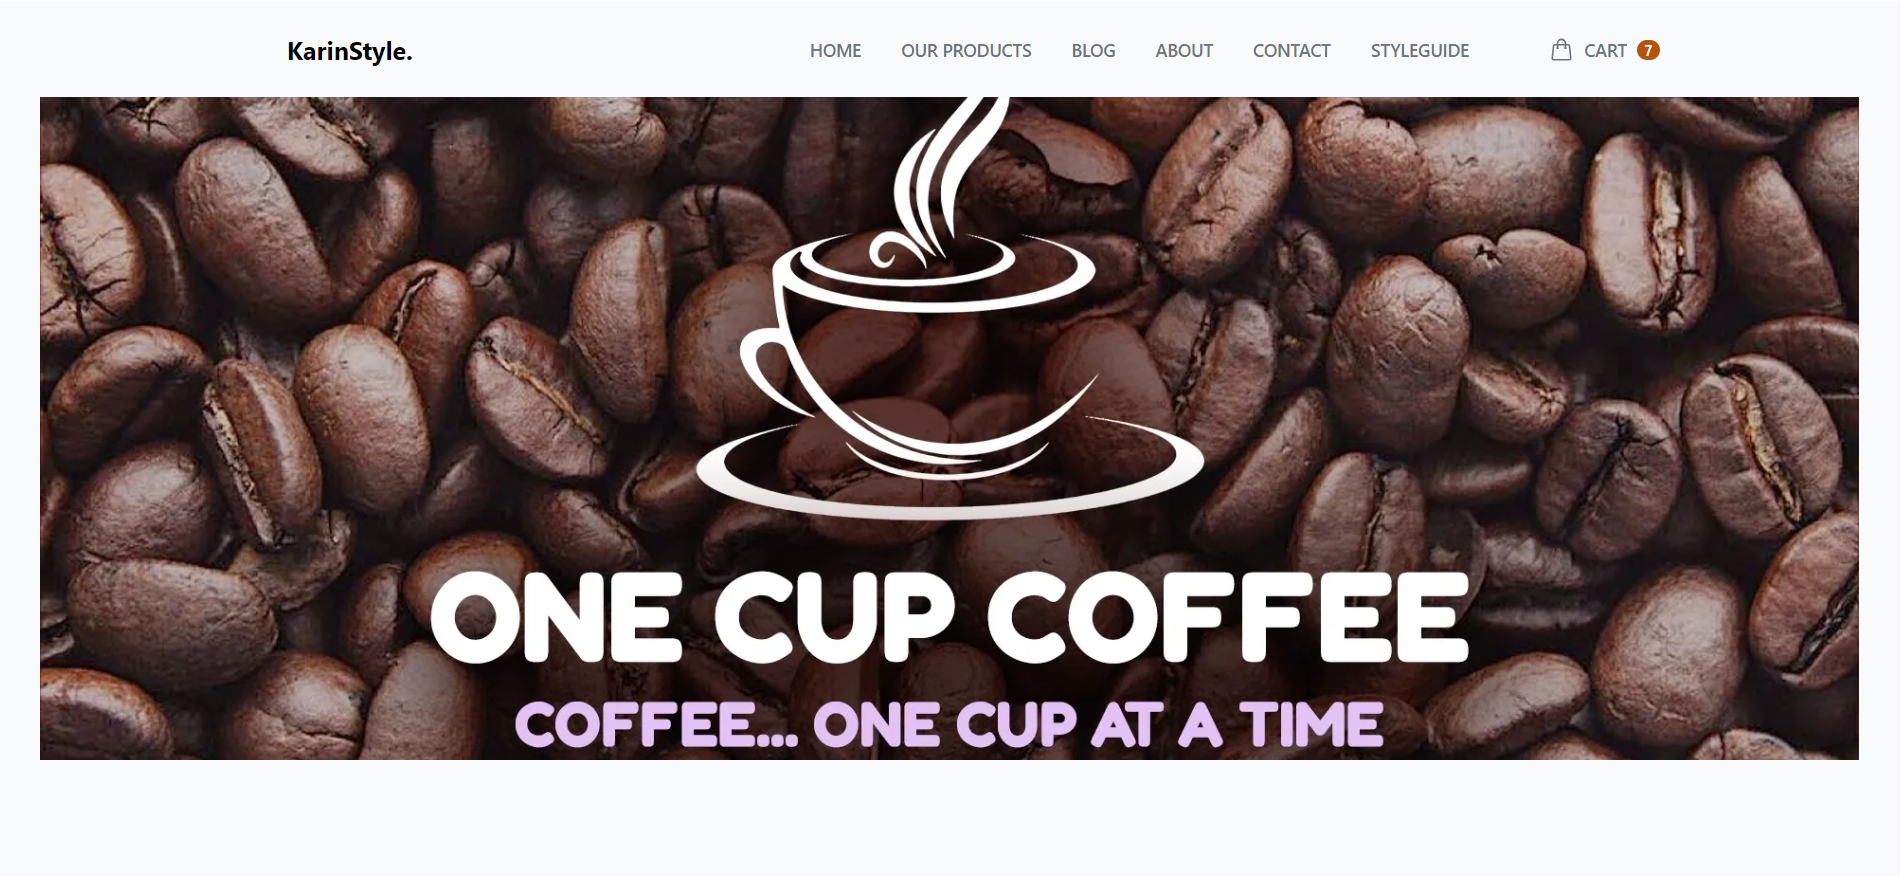 KarinStyle.
HOME OUR PRODUCTS BLOG ABOUT CONTACT STYLEGUIDE CART 7
ONE CUP COFFEE
COFFEE... ONE CUP AT A TIME